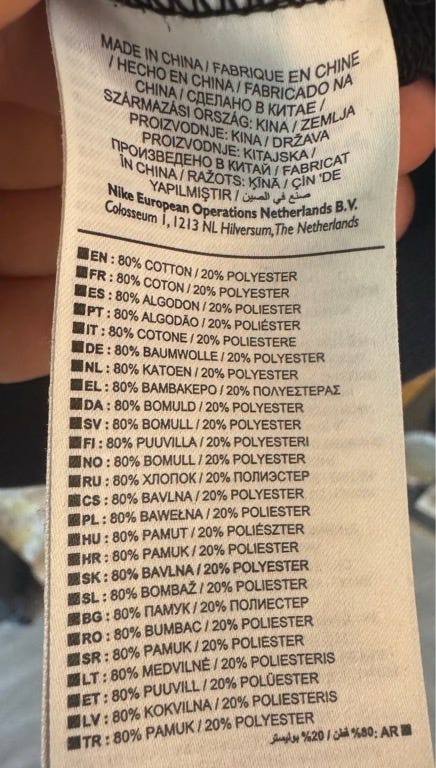 MADE IN CHINA / FABRIQUE EN CHINE
/ HECHO EN CHINA / FABRICADO NA
CHINA / СДЕЛАНО В КИТАЕ /
SZÁRMAZÁSI ORSZÁG: KINA / ZEMLJA
PROIZVODNJE: KINA / DRŽAVA
PROIZVODNJE: KITAJSKA /
ПРОИЗВЕДЕНО В КИТАЙ / FABRICAT
ÎN CHINA / RAŽOTS: ĶĪNĀ / ÇİN 'DE
YAPILMIŞTIR / صنع في الصين
Nike European Operations Netherlands B.V.
Colosseum 1, 1213 NL Hilversum, The Netherlands
EN : 80% COTTON / 20% POLYESTER
FR : 80% COTON / 20% POLYESTER
ES : 80% ALGODON / 20% POLIESTER
PT : 80% ALGODÃO / 20% POLIÉSTER
IT : 80% COTONE / 20% POLIESTERE
DE : 80% BAUMWOLLE / 20% POLYESTER
NL : 80% KATOEN / 20% POLYESTER
EL : 80% ΒΑΜΒΑΚΕΡΟ / 20% ΠΟΛΥΕΣΤΕΡΑΣ
DA : 80% BOMULD / 20% POLYESTER
SV : 80% BOMULL / 20% POLYESTER
FI : 80% PUUVILLA / 20% POLYESTERI
NO : 80% BOMULL / 20% POLYESTER
RU : 80% ХЛОПОК / 20% ПОЛИЭСТЕР
CS : 80% BAVLNA / 20% POLYESTER
PL : 80% BAWEŁNA / 20% POLIESTER
HU : 80% PAMUT / 20% POLIÉSZTER
HR : 80% PAMUK / 20% POLIESTER
SK : 80% BAVLNA / 20% POLYESTER
SL : 80% BOMBAŽ / 20% POLIESTER
BG : 80% ПАМУК / 20% ПОЛИЕСТЕР
RO : 80% BUMBAC / 20% POLIESTER
SR : 80% PAMUK / 20% POLIESTER
LT : 80% MEDVILNĖ / 20% POLIESTERIS
ET : 80% PUUVILL / 20% POLÜESTER
LV : 80% KOKVILNA / 20% POLIESTERIS
TR : 80% PAMUK / 20% POLYESTER
AR :80% قطن / 20% بوليستر